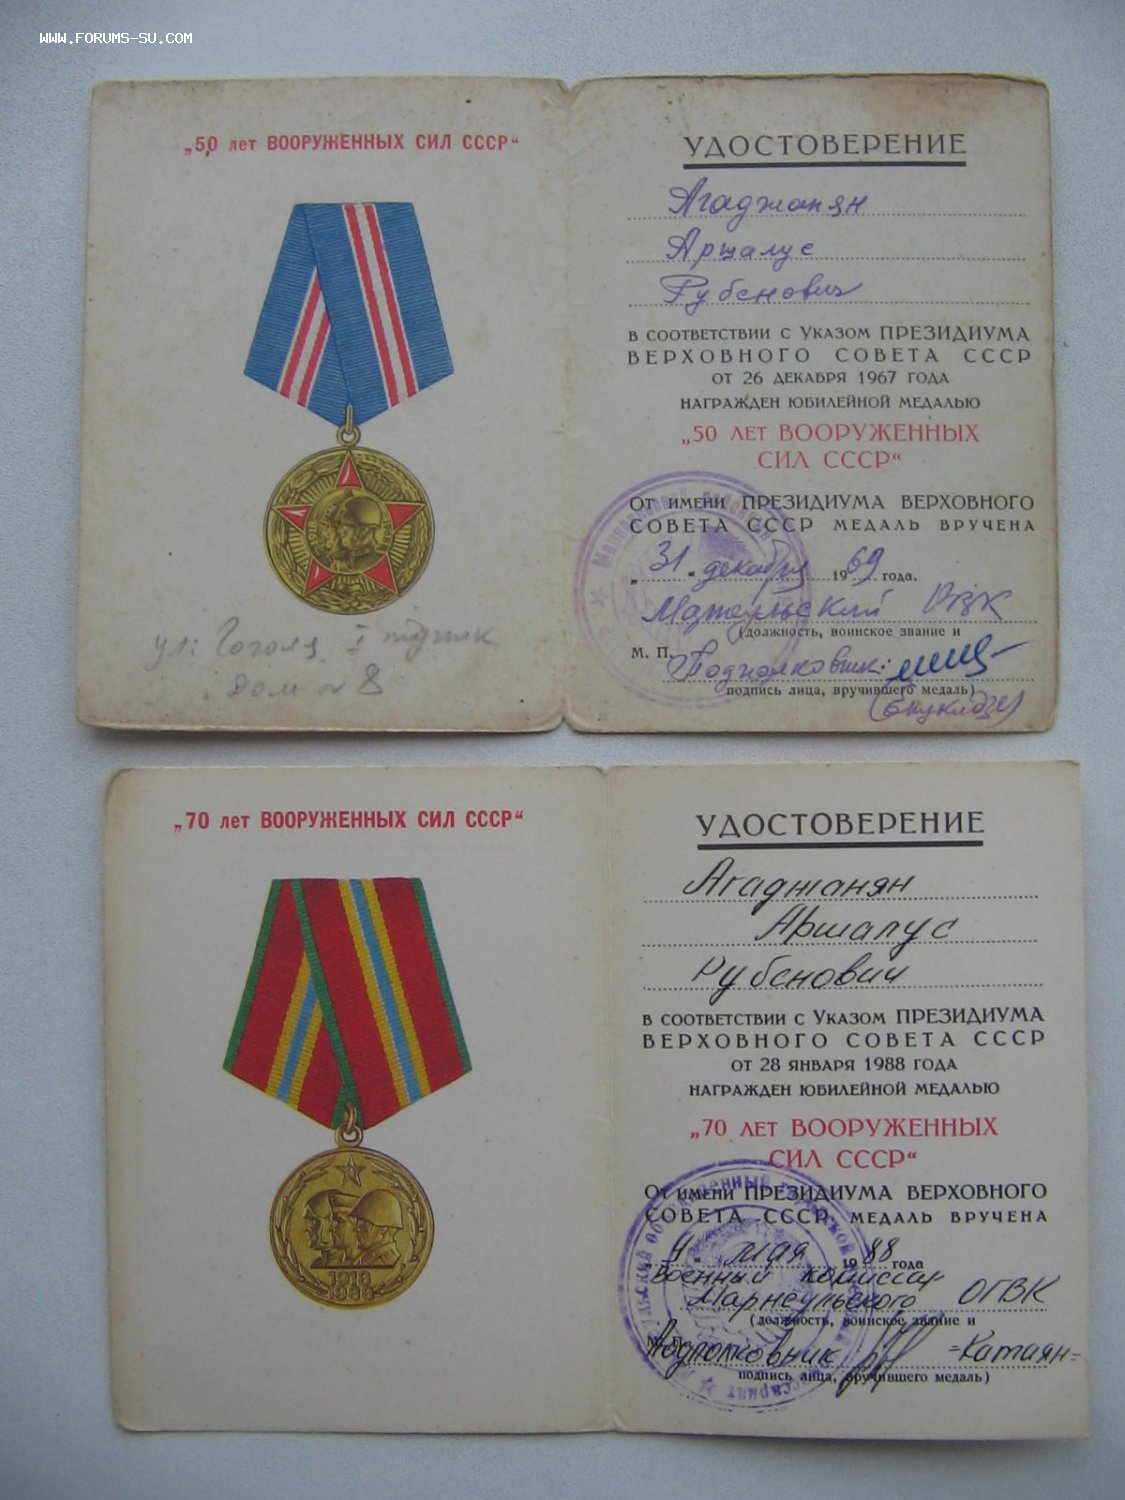 WWW.FORUMS-SU.COM
„50 лет ВООРУЖЕННЫХ СИЛ СССР“
ул: Гоголя I тупик
дом № 8
УДОСТОВЕРЕНИЕ
Агаджанян
Аршалус
Рубенович
в соответствии с Указом ПРЕЗИДИУМА
ВЕРХОВНОГО СОВЕТА СССР
от 26 декабря 1967 года
награжден юбилейной медалью
„50 лет ВООРУЖЕННЫХ
СИЛ СССР“
От имени ПРЕЗИДИУМА ВЕРХОВНОГО
СОВЕТА СССР медаль вручена
„31“ декабря 1969 года.
РВК
(должность, воинское звание и
М. П. Подполковник:
подпись лица, вручившего медаль)
„70 лет ВООРУЖЕННЫХ СИЛ СССР“
1918
1988
УДОСТОВЕРЕНИЕ
Агаджанян
Аршалус
Рубенович
в соответствии с Указом ПРЕЗИДИУМА
ВЕРХОВНОГО СОВЕТА СССР
от 28 января 1988 года
награжден юбилейной медалью
„70 лет ВООРУЖЕННЫХ
СИЛ СССР“
От имени ПРЕЗИДИУМА ВЕРХОВНОГО
СОВЕТА СССР медаль вручена
мая 1988 года
Военный комиссар
Марнеульского ОГВК
(должность, воинское звание и
М. П. Подполковник =Катаян=
подпись лица, вручившего медаль)